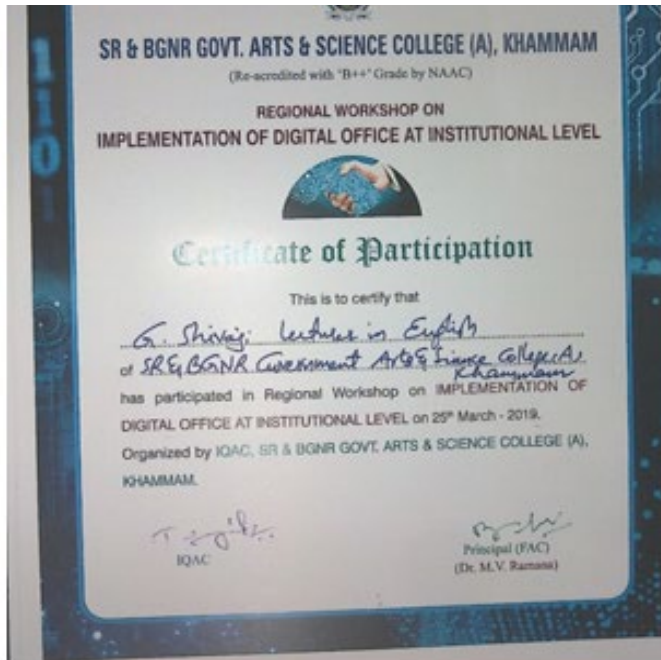 SR & BGNR GOVT. ARTS & SCIENCE COLLEGE (A), KHAMMAM
(Re-acredited with 'B++' Grade by NAAC)
REGIONAL WORKSHOP ON
IMPLEMENTATION OF DIGITAL OFFICE AT INSTITUTIONAL LEVEL
Certificate of Participation
This is to certify that
G. Shivaji Lecturer in English
of SR & BGNR Government Arts & Science College (A)
Khammam
has participated in Regional Workshop on IMPLEMENTATION OF
DIGITAL OFFICE AT INSTITUTIONAL LEVEL on 25th March - 2019.
Organized by IQAC, SR & BGNR GOVT. ARTS & SCIENCE COLLEGE (A),
KHAMMAM.
IQAC
Principal (FAC)
(Dr. M.V. Ramana)